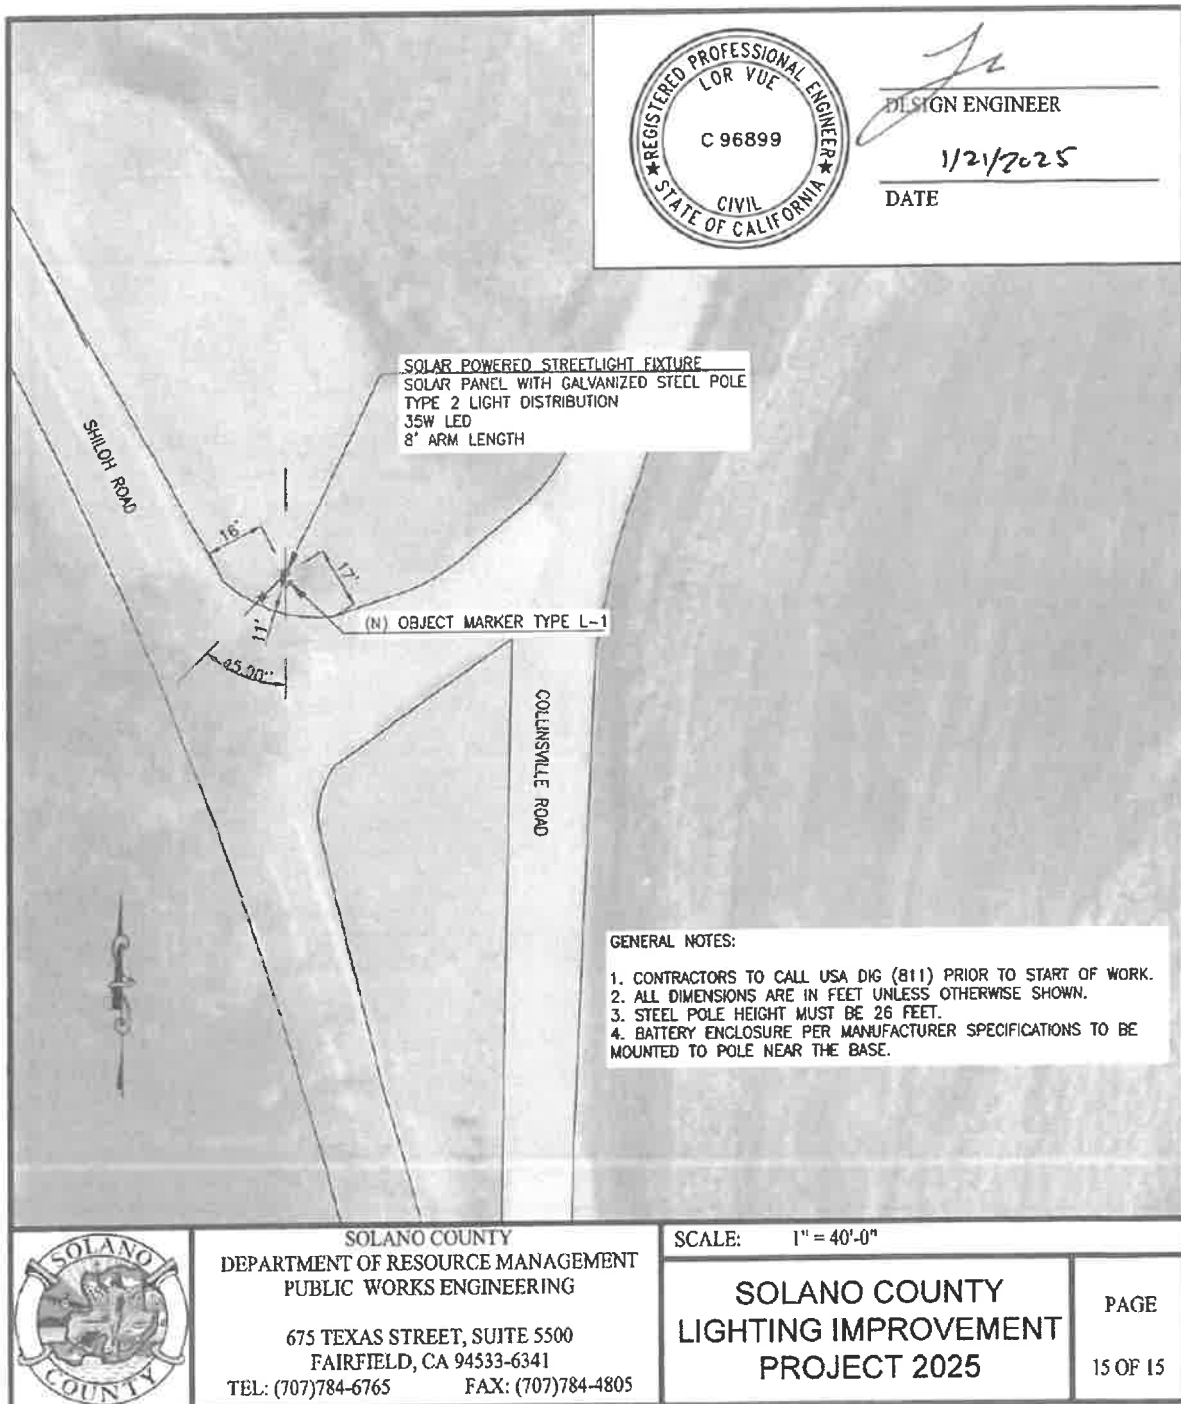 REGISTERED PROFESSIONAL ENGINEER
LOR VUE
C 96899
CIVIL
STATE OF CALIFORNIA
DESIGN ENGINEER
1/21/2025
DATE
SOLAR POWERED STREETLIGHT FIXTURE
SOLAR PANEL WITH GALVANIZED STEEL POLE
TYPE 2 LIGHT DISTRIBUTION
35W LED
8' ARM LENGTH
SHILOH ROAD
16'
17'
11'
(N) OBJECT MARKER TYPE L-1
45.00°
COLLINSVILLE ROAD
GENERAL NOTES:
1. CONTRACTORS TO CALL USA DIG (811) PRIOR TO START OF WORK.
2. ALL DIMENSIONS ARE IN FEET UNLESS OTHERWISE SHOWN.
3. STEEL POLE HEIGHT MUST BE 26 FEET.
4. BATTERY ENCLOSURE PER MANUFACTURER SPECIFICATIONS TO BE
MOUNTED TO POLE NEAR THE BASE.
SOLANO
COUNTY
SOLANO COUNTY
DEPARTMENT OF RESOURCE MANAGEMENT
PUBLIC WORKS ENGINEERING
675 TEXAS STREET, SUITE 5500
FAIRFIELD, CA 94533-6341
TEL: (707)784-6765 FAX: (707)784-4805
SCALE: 1" = 40'-0"
SOLANO COUNTY
LIGHTING IMPROVEMENT
PROJECT 2025
PAGE
15 OF 15